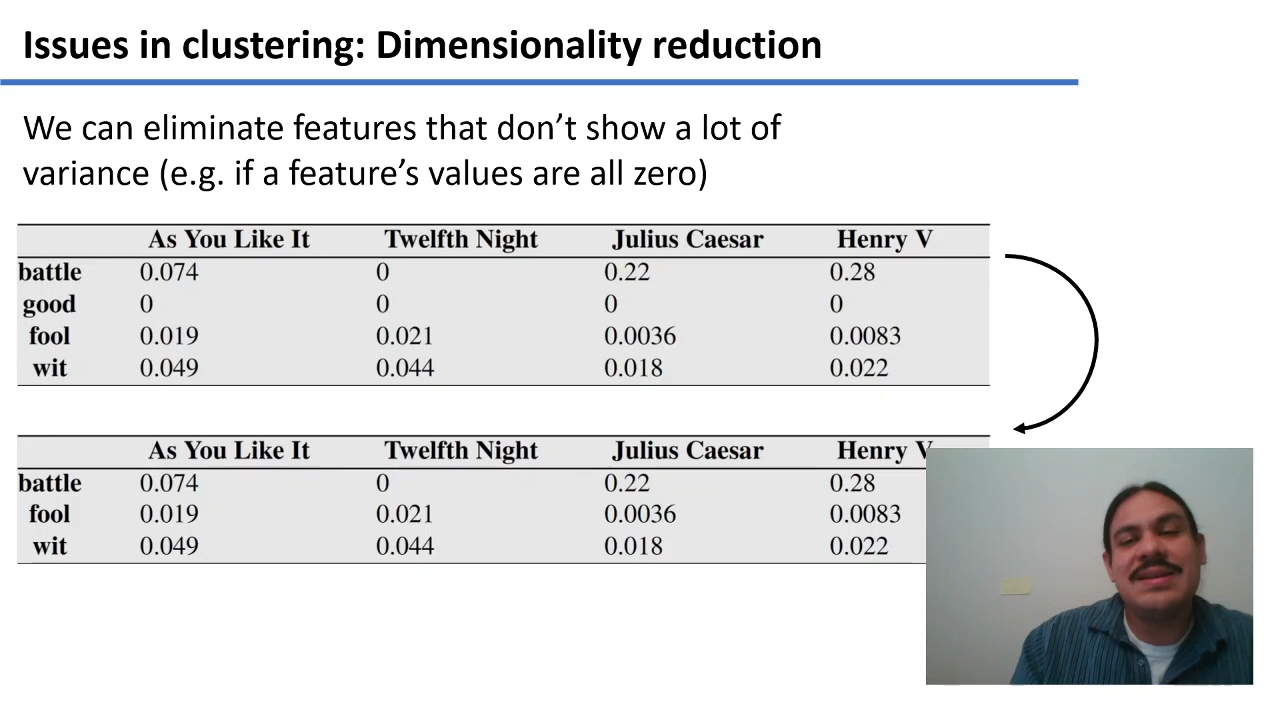 Issues in clustering: Dimensionality reduction
We can eliminate features that don't show a lot of
variance (e.g. if a feature's values are all zero)
As You Like It Twelfth Night Julius Caesar Henry V
battle 0.074 0 0.22 0.28
good 0 0 0 0
fool 0.019 0.021 0.0036 0.0083
wit 0.049 0.044 0.018 0.022
As You Like It Twelfth Night Julius Caesar Henry V
battle 0.074 0 0.22 0.28
fool 0.019 0.021 0.0036 0.0083
wit 0.049 0.044 0.018 0.022